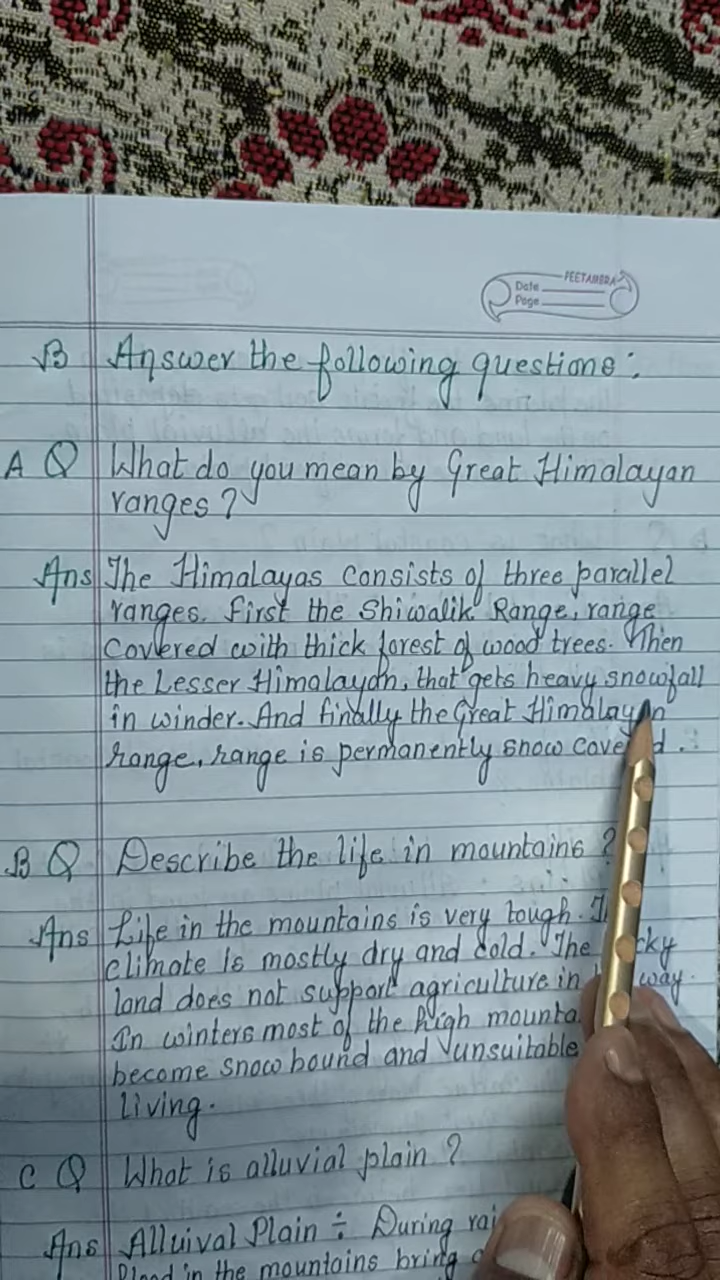 PEETAMBRA
Date
Page
B Answer the following questions:
A Q What do you mean by Great Himalayan
ranges?
Ans The Himalayas consists of three parallel
ranges. First the Shiwalik Range, range
covered with thick forest of wood trees. Then
the Lesser Himalayan, that gets heavy snowfall
in winder. And finally the Great Himalayan
range, range is permanently snow covered.
B Q Describe the life in mountains ?
Ans Life in the mountains is very tough.
climate is mostly dry and cold. The
land does not support agriculture in way.
In winters most of the high
become snow bound and unsuitable
living.
C Q What is alluvial plain ?
Ans Alluival Plain ÷ During
in the mountains bring